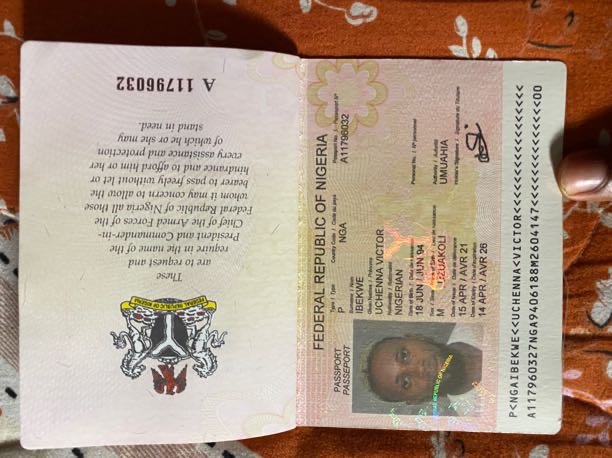 These
are to request and
require in the name of the
President and Commander-in-
Chief of the Armed Forces of the
Federal Republic of Nigeria all those
whom it may concern to allow the
bearer to pass freely without let or
hindrance and to afford him or her
every assistance and protection
of which he or she may
stand in need.
A 11796032
FEDERAL REPUBLIC OF NIGERIA
PASSPORT
PASSEPORT
Type / Type
Country Code / Code du pays
Passport No. / Passeport N°
P
NGA
A11796032
Surname / Nom
IBEKWE
Given Names / Prénoms
UCHENNA VICTOR
Nationality / Nationalité
NIGERIAN
Date of Birth / Date de naissance
Personal No. / N° personnel
18 JUN / JUN 94
Sex / Sexe Place of Birth / Lieu de naissance
Authority / Autorité
M UZUAKOLI
UMUAHIA
Date of Issue / Date de délivrance
Holder's Signature / Signature du Titulaire
15 APR / AVR 21
Date of Expiry / Date d'expiration
14 APR / AVR 26
REPUBLIC OF NIGERIA
P<NGAIBEKWE<<UCHENNA<VICTOR<<<<<<<<<<<<<<<<<
A117960327NGA9406188M2604147<<<<<<<<<<<<<<00